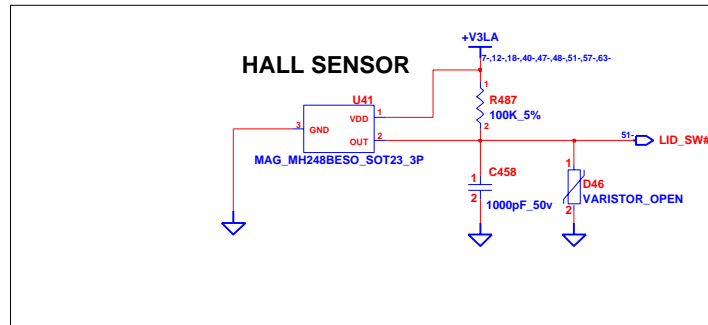 +V3LA
7-,12-,18-,40-,47-,48-,51-,57-,63-
HALL SENSOR
U41
1
R487
100K_5%
2
3
GND
VDD
1
OUT
2
MAG_MH248BESO_SOT23_3P
51-
LID_SW#
C458
1
2
1000pF_50v
1
D46
2
VARISTOR_OPEN